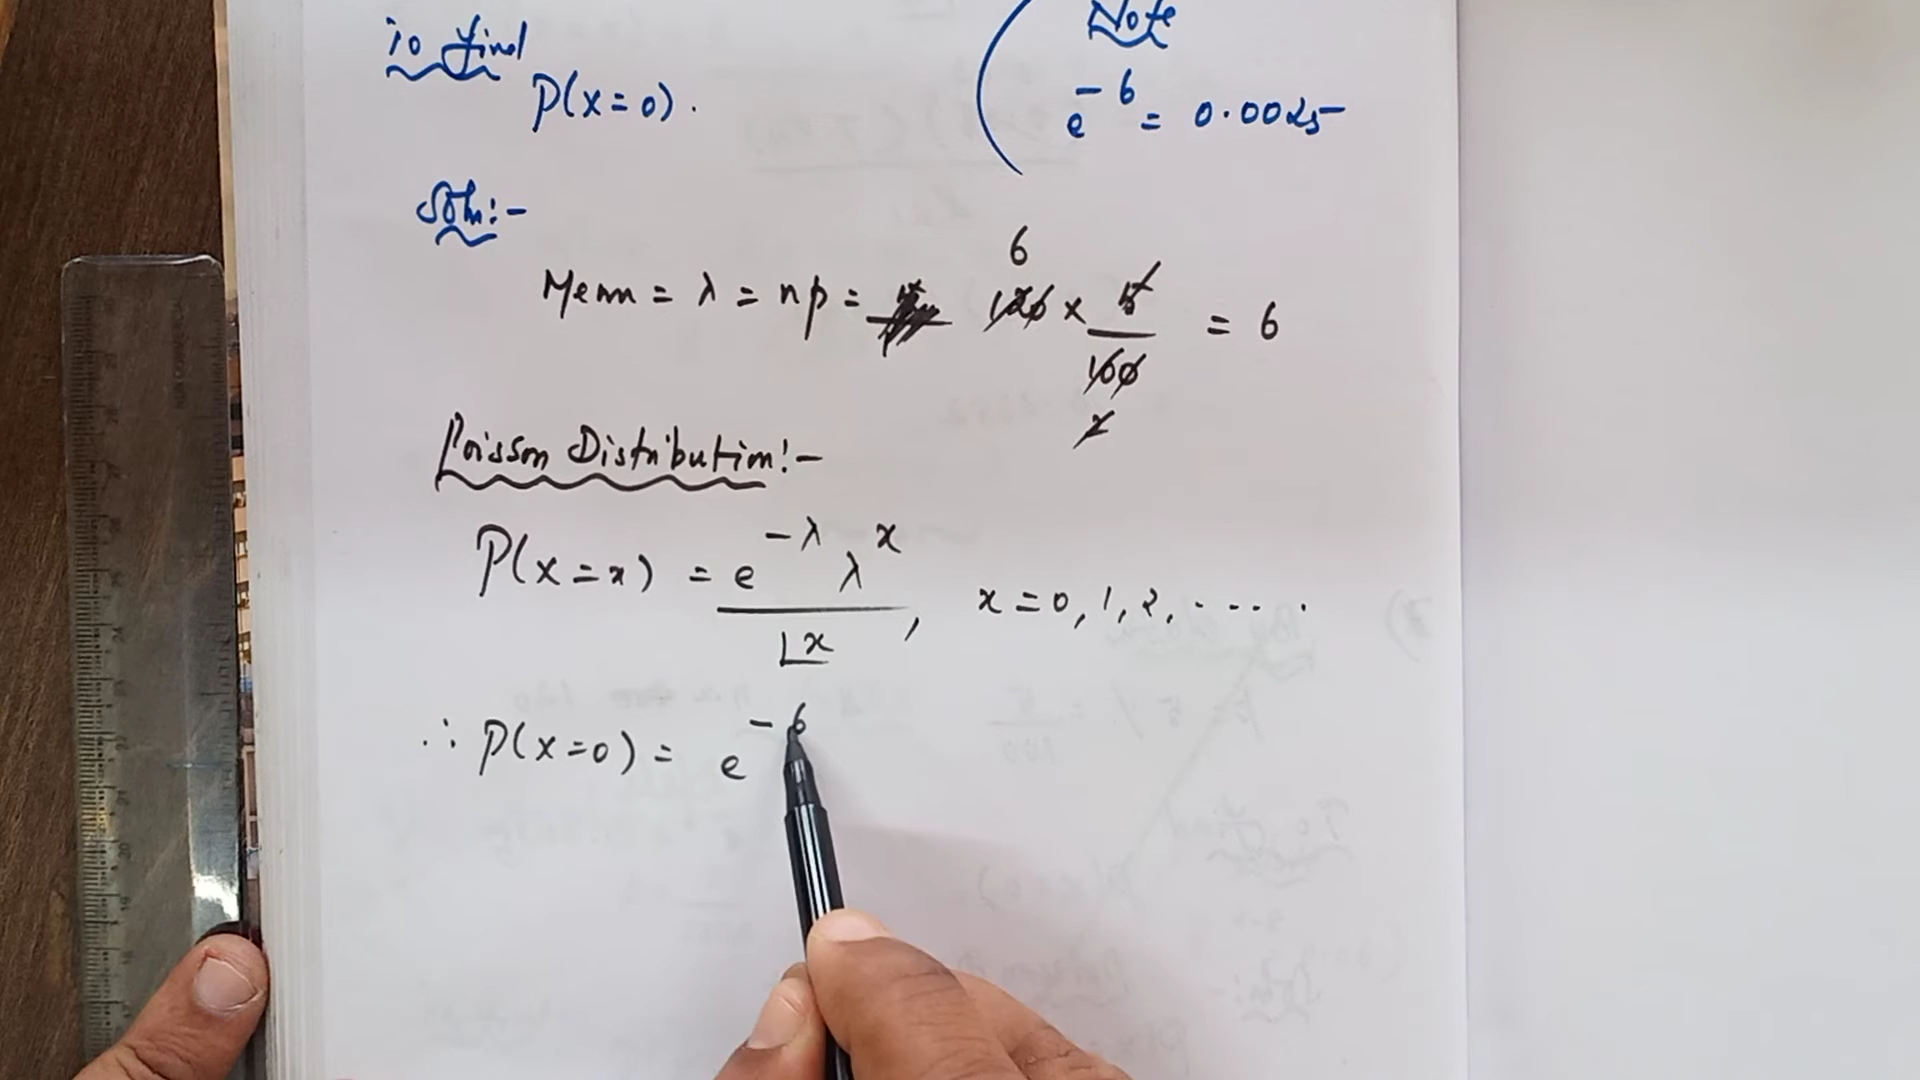 To find
P(X=0).
Note
e^-6 = 0.0025
Soln:-
Mean = λ = np = 120 × 5/100 = 6
6
Poisson Distribution:-
P(X=x) = e^-λ λ^x / ⌊x, x = 0, 1, 2, ....
∴ P(X=0) = e^-6